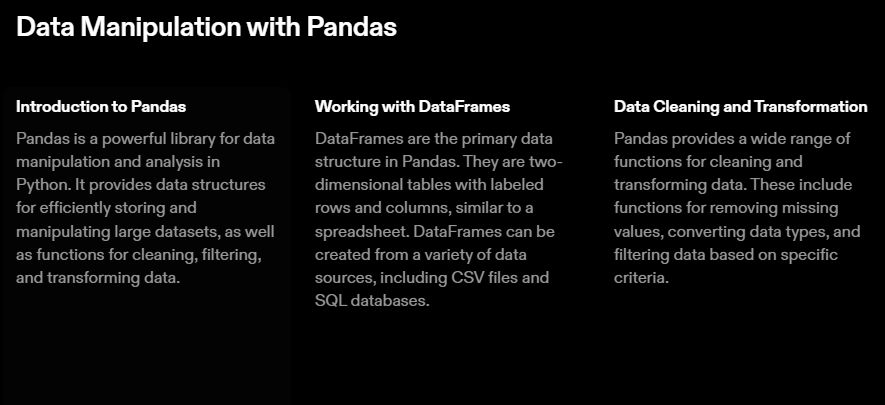 Data Manipulation with Pandas
Introduction to Pandas
Pandas is a powerful library for data
manipulation and analysis in
Python. It provides data structures
for efficiently storing and
manipulating large datasets, as well
as functions for cleaning, filtering,
and transforming data.
Working with DataFrames
DataFrames are the primary data
structure in Pandas. They are two-
dimensional tables with labeled
rows and columns, similar to a
spreadsheet. DataFrames can be
created from a variety of data
sources, including CSV files and
SQL databases.
Data Cleaning and Transformation
Pandas provides a wide range of
functions for cleaning and
transforming data. These include
functions for removing missing
values, converting data types, and
filtering data based on specific
criteria.